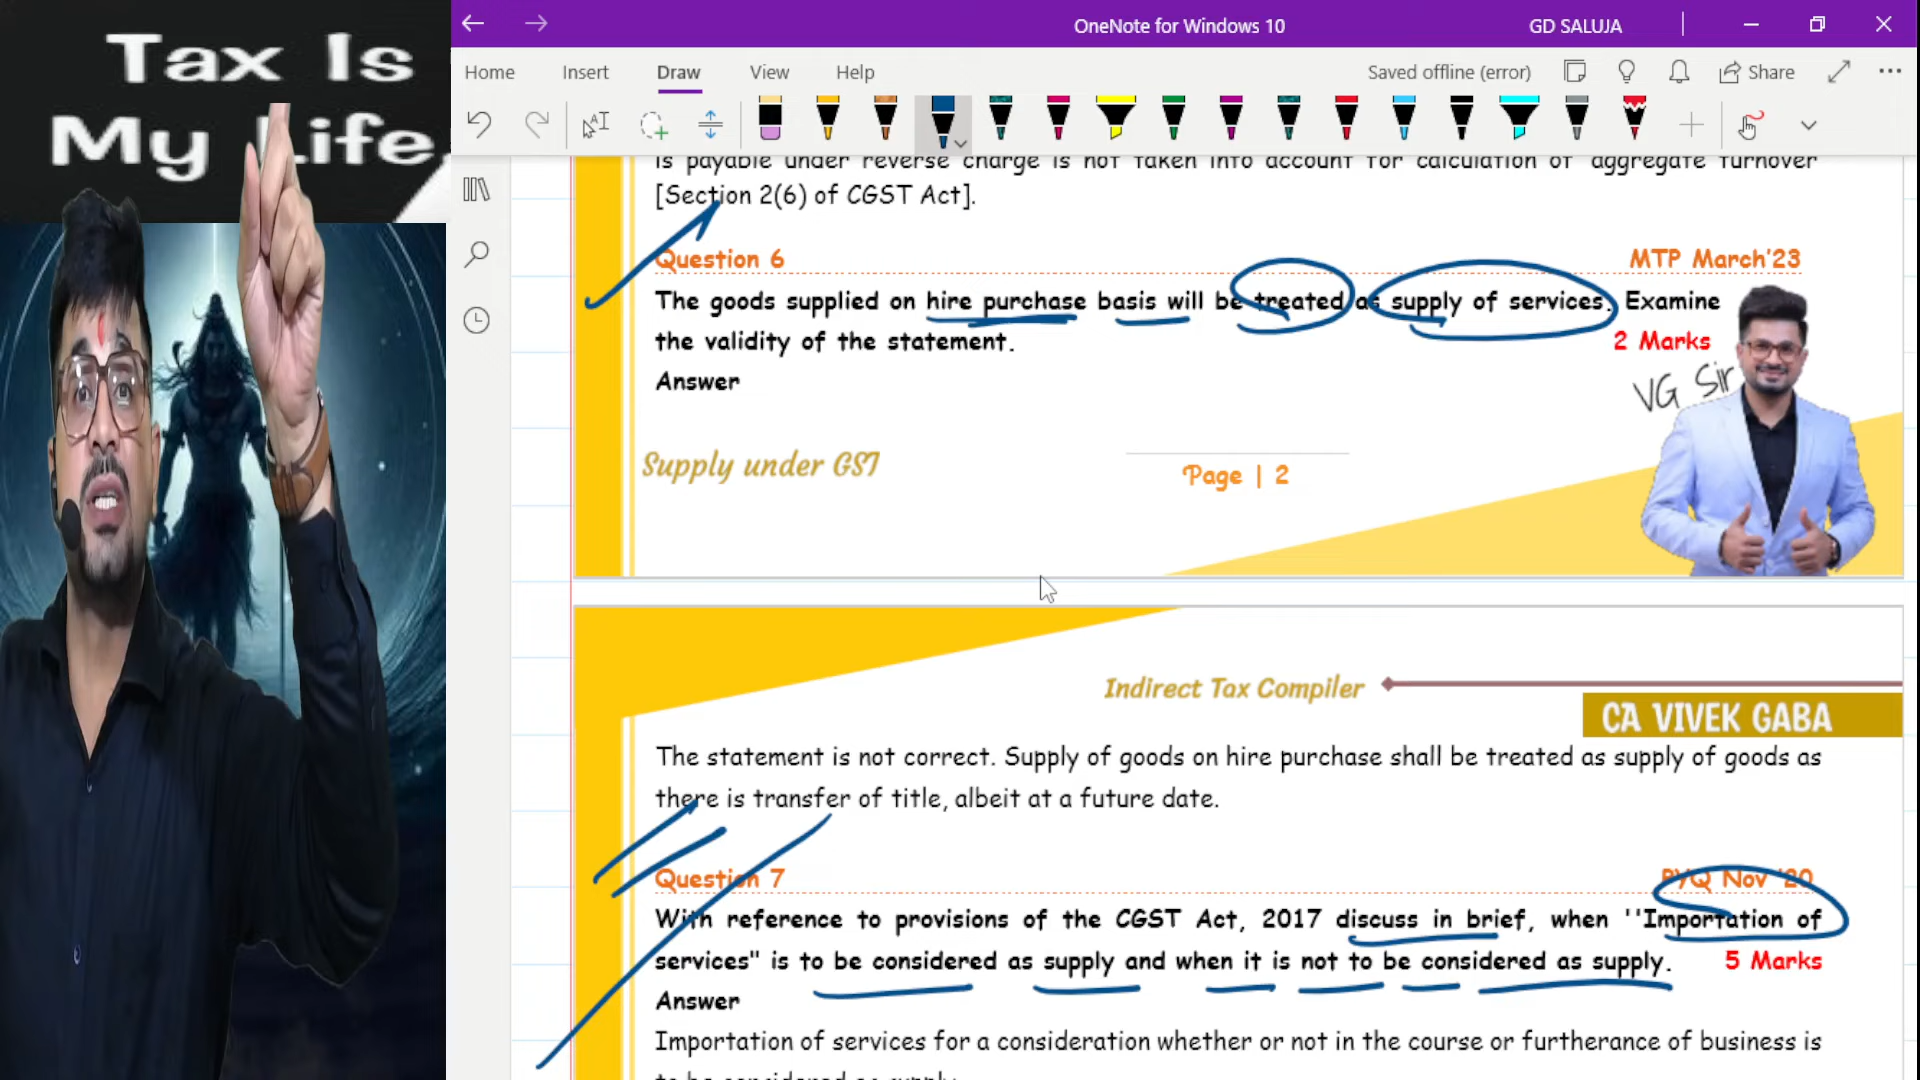 Tax Is
My Life.
OneNote for Windows 10
GD SALUJA
Home Insert Draw View Help
Saved offline (error)
Share
is payable under reverse charge is not taken into account for calculation of aggregate turnover
[Section 2(6) of CGST Act].
Question 6 MTP March'23
The goods supplied on hire purchase basis will be treated as supply of services. Examine
the validity of the statement. 2 Marks
Answer
VG Sir
Supply under GST
Page | 2
Indirect Tax Compiler
CA VIVEK GABA
The statement is not correct. Supply of goods on hire purchase shall be treated as supply of goods as
there is transfer of title, albeit at a future date.
Question 7 PYQ Nov '20
With reference to provisions of the CGST Act, 2017 discuss in brief, when ''Importation of
services" is to be considered as supply and when it is not to be considered as supply. 5 Marks
Answer
Importation of services for a consideration whether or not in the course or furtherance of business is
to be considered as supply